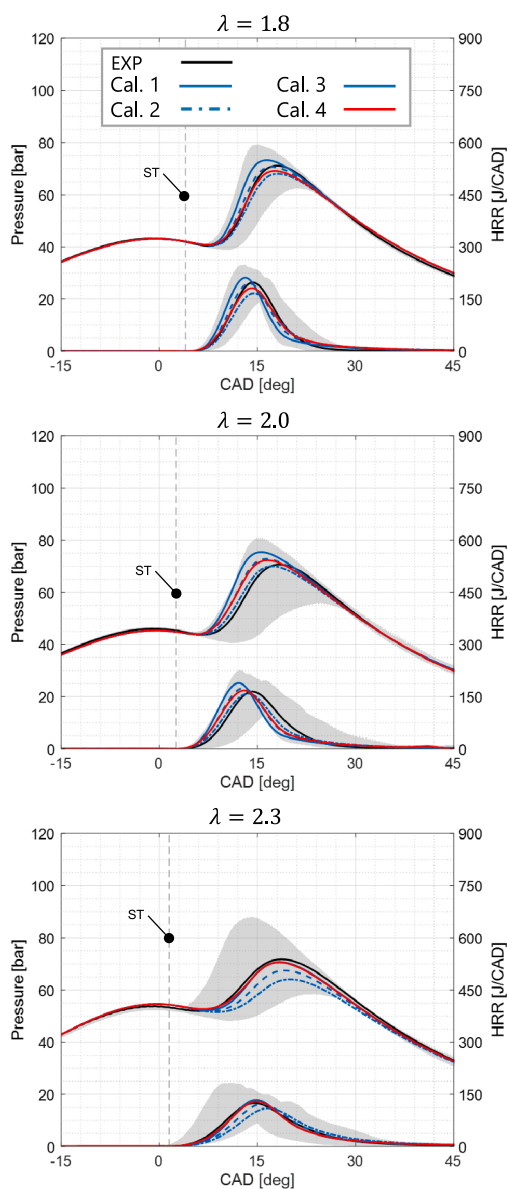 λ = 1.8
120
100
80
60
40
20
0
Pressure [bar]
EXP
Cal. 1
Cal. 3
Cal. 2
Cal. 4
ST
900
750
600
450
300
150
0
HRR [J/CAD]
-15
0
15
30
45
CAD [deg]
λ = 2.0
120
100
80
60
40
20
0
Pressure [bar]
ST
900
750
600
450
300
150
0
HRR [J/CAD]
-15
0
15
30
45
CAD [deg]
λ = 2.3
120
100
80
60
40
20
0
Pressure [bar]
ST
900
750
600
450
300
150
0
HRR [J/CAD]
-15
0
15
30
45
CAD [deg]